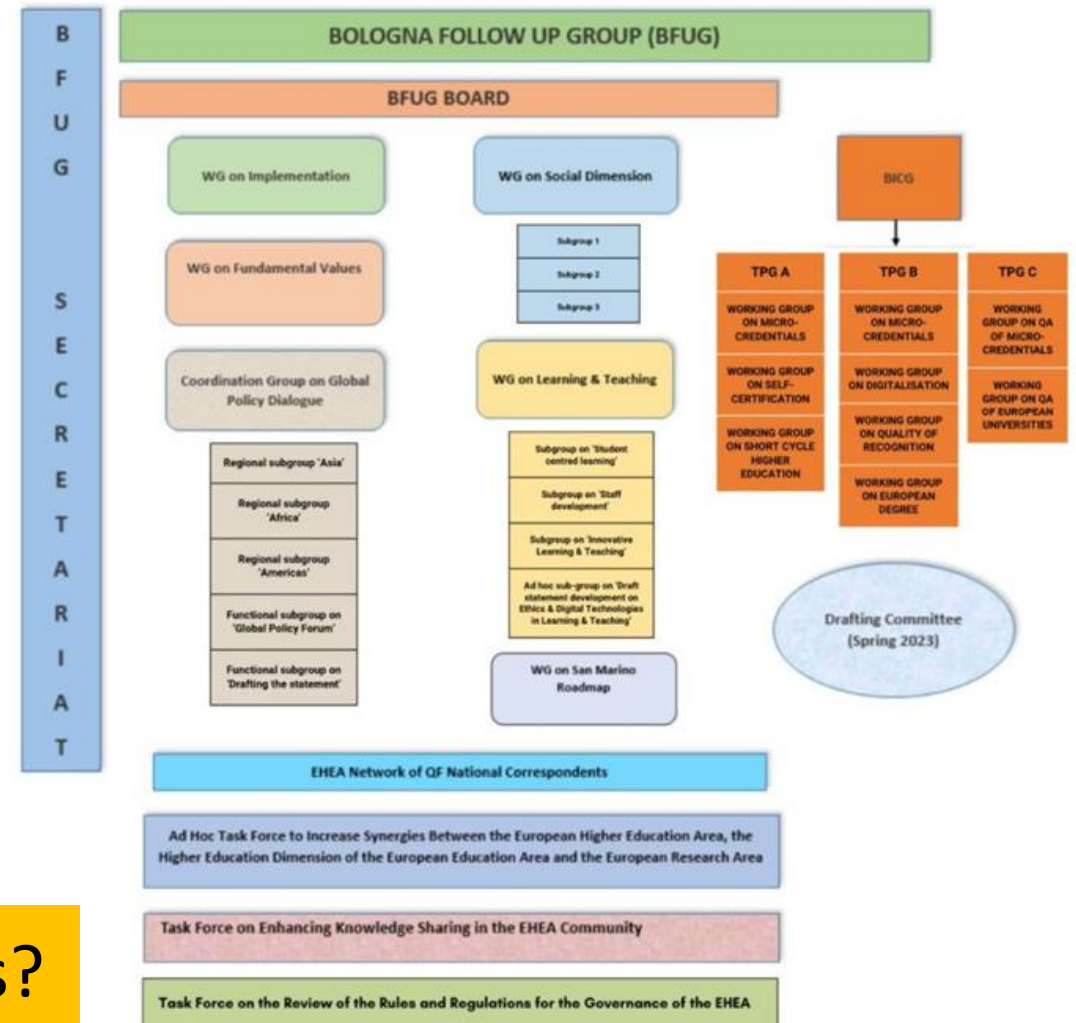 B
F
U
G
S
E
C
R
E
T
A
R
I
A
T
BOLOGNA FOLLOW UP GROUP (BFUG)
BFUG BOARD
WG on Implementation
WG on Fundamental Values
Coordination Group on Global
Policy Dialogue
Regional subgroup 'Asia'
Regional subgroup
'Africa'
Regional subgroup
'Americas'
Functional subgroup on
'Global Policy Forum'
Functional subgroup on
'Drafting the statement'
WG on Social Dimension
Subgroup 1
Subgroup 2
Subgroup 3
WG on Learning & Teaching
Subgroup on 'Student
centred learning'
Subgroup on 'Staff
development'
Subgroup on 'Innovative
Learning & Teaching'
Ad hoc sub-group on 'Draft
statement development on
Ethics & Digital Technologies
in Learning & Teaching'
WG on San Marino
Roadmap
BICG
TPG A
WORKING GROUP
ON MICRO-
CREDENTIALS
WORKING GROUP
ON SELF-
CERTIFICATION
WORKING GROUP
ON SHORT CYCLE
HIGHER
EDUCATION
TPG B
WORKING GROUP
ON MICRO-
CREDENTIALS
WORKING GROUP
ON DIGITALISATION
WORKING GROUP
ON QUALITY OF
RECOGNITION
WORKING GROUP
ON EUROPEAN
DEGREE
TPG C
WORKING
GROUP ON QA
OF MICRO-
CREDENTIALS
WORKING
GROUP ON QA
OF EUROPEAN
UNIVERSITIES
Drafting Committee
(Spring 2023)
EHEA Network of QF National Correspondents
Ad Hoc Task Force to Increase Synergies Between the European Higher Education Area, the
Higher Education Dimension of the European Education Area and the European Research Area
Task Force on Enhancing Knowledge Sharing in the EHEA Community
Task Force on the Review of the Rules and Regulations for the Governance of the EHEA
s?